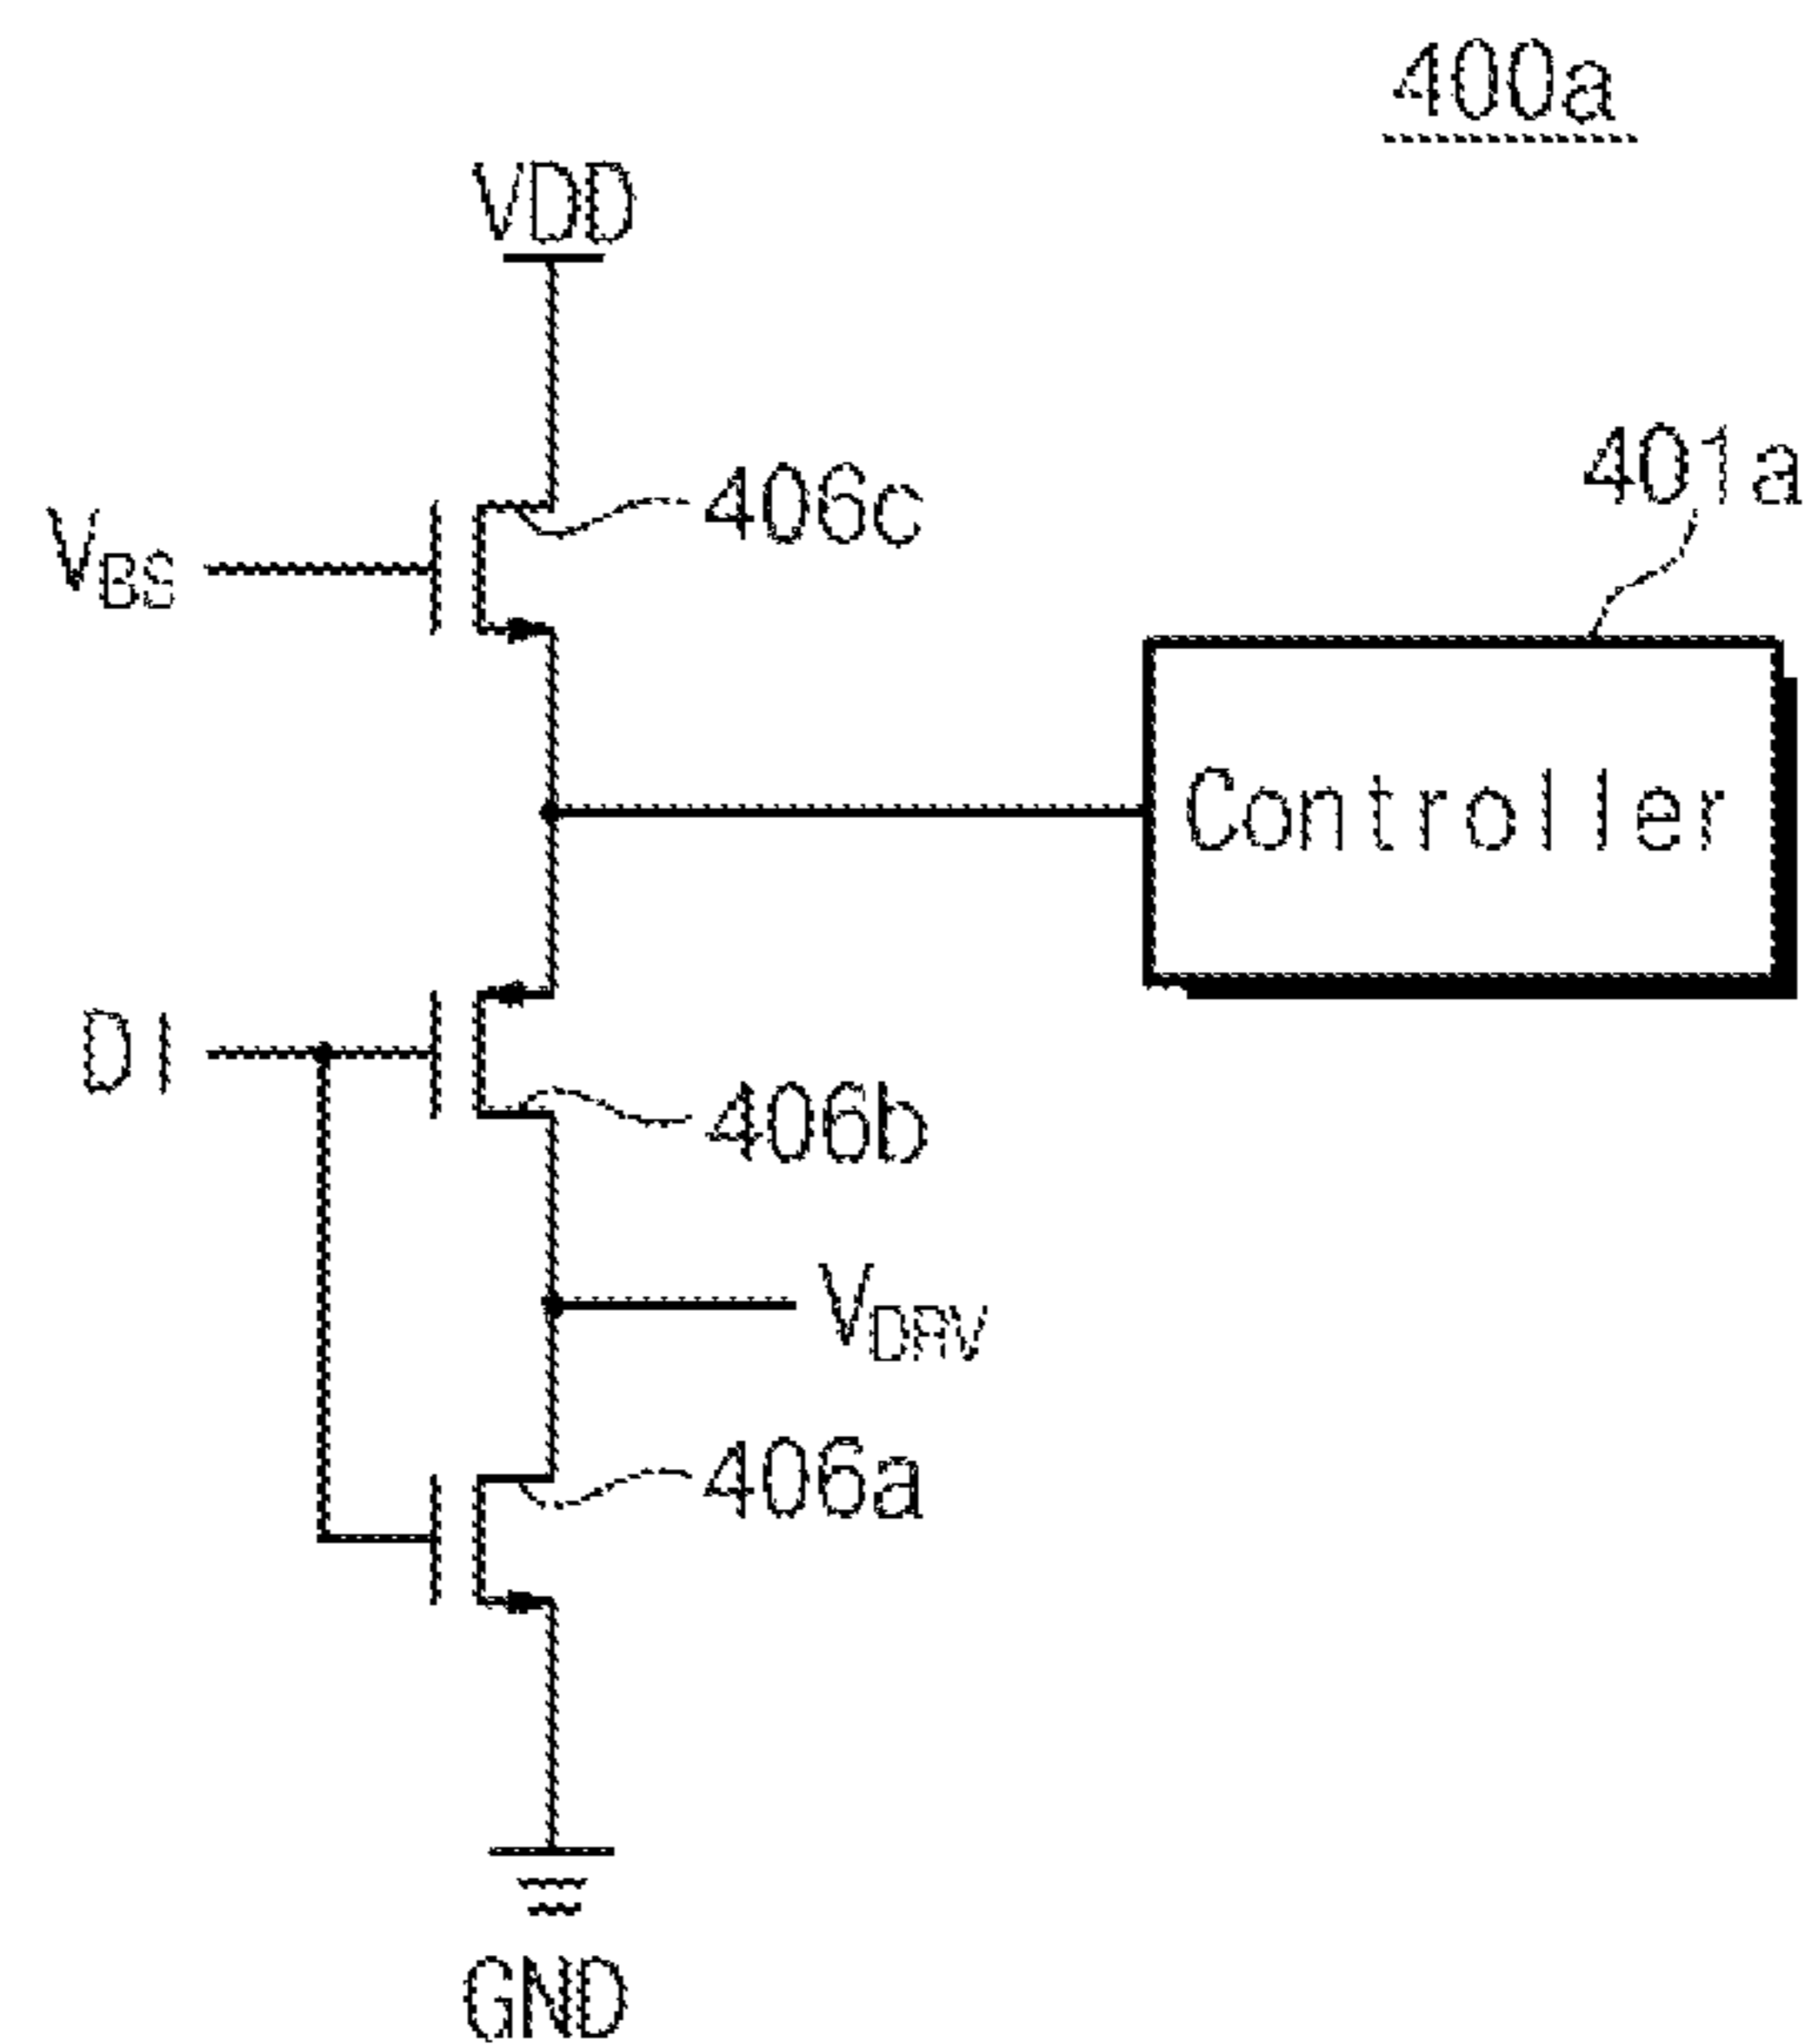 400a
VDD
406c
401a
VBS
Controller
DI
406b
VDRV
406a
GND